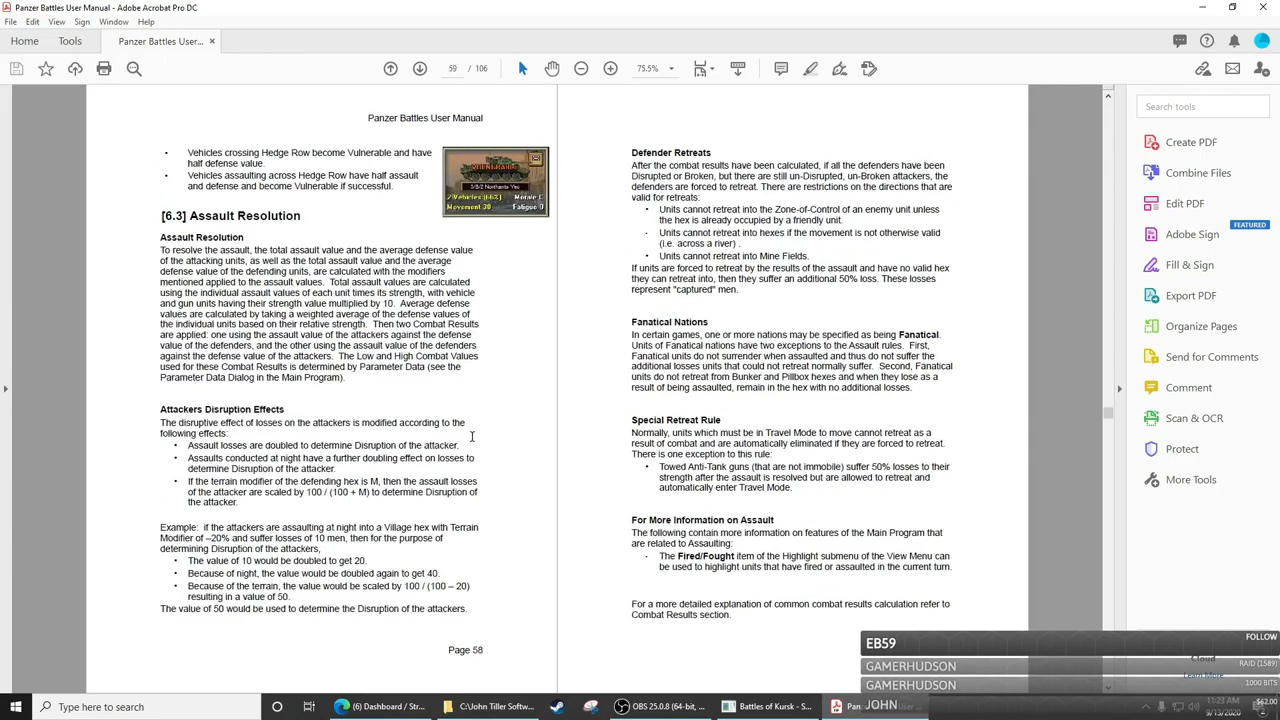 Panzer Battles User Manual - Adobe Acrobat Pro DC
File Edit View Sign Window Help
Home Tools Panzer Battles User...
59 / 106 75.5%
Panzer Battles User Manual
• Vehicles crossing Hedge Row become Vulnerable and have
half defense value.
• Vehicles assaulting across Hedge Row have half assault
and defense and become Vulnerable if successful.
3/B/2 Northants Yeo
2 Vehicles (66%) Morale C
Movement 30 Fatigue 0
[6.3] Assault Resolution
Assault Resolution
To resolve the assault, the total assault value and the average defense value
of the attacking units, as well as the total assault value and the average
defense value of the defending units, are calculated with the modifiers
mentioned applied to the assault values. Total assault values are calculated
using the individual assault values of each unit times its strength, with vehicle
and gun units having their strength value multiplied by 10. Average defense
values are calculated by taking a weighted average of the defense values of
the individual units based on their relative strength. Then two Combat Results
are applied: one using the assault value of the attackers against the defense
value of the defenders, and the other using the assault value of the defenders
against the defense value of the attackers. The Low and High Combat Values
used for these Combat Results is determined by Parameter Data (see the
Parameter Data Dialog in the Main Program).
Attackers Disruption Effects
The disruptive effect of losses on the attackers is modified according to the
following effects:
• Assault losses are doubled to determine Disruption of the attacker.
• Assaults conducted at night have a further doubling effect on losses to
determine Disruption of the attacker.
• If the terrain modifier of the defending hex is M, then the assault losses
of the attacker are scaled by 100 / (100 + M) to determine Disruption of
the attacker.
Example: if the attackers are assaulting at night into a Village hex with Terrain
Modifier of –20% and suffer losses of 10 men, then for the purpose of
determining Disruption of the attackers,
• The value of 10 would be doubled to get 20.
• Because of night, the value would be doubled again to get 40.
• Because of the terrain, the value would be scaled by 100 / (100 – 20)
resulting in a value of 50.
The value of 50 would be used to determine the Disruption of the attackers.
Page 58
Defender Retreats
After the combat results have been calculated, if all the defenders have been
Disrupted or Broken, but there are still un-Disrupted, un-Broken attackers, the
defenders are forced to retreat. There are restrictions on the directions that are
valid for retreats:
• Units cannot retreat into the Zone-of-Control of an enemy unit unless
the hex is already occupied by a friendly unit.
• Units cannot retreat into hexes if the movement is not otherwise valid
(i.e. across a river) .
• Units cannot retreat into Mine Fields.
If units are forced to retreat by the results of the assault and have no valid hex
they can retreat into, then they suffer an additional 50% loss. These losses
represent "captured" men.
Fanatical Nations
In certain games, one or more nations may be specified as being Fanatical.
Units of Fanatical nations have two exceptions to the Assault rules. First,
Fanatical units do not surrender when assaulted and thus do not suffer the
additional losses units that could not retreat normally suffer. Second, Fanatical
units do not retreat from Bunker and Pillbox hexes and when they lose as a
result of being assaulted, remain in the hex with no additional losses.
Special Retreat Rule
Normally, units which must be in Travel Mode to move cannot retreat as a
result of combat and are automatically eliminated if they are forced to retreat.
There is one exception to this rule:
• Towed Anti-Tank guns (that are not immobile) suffer 50% losses to their
strength after the assault is resolved but are allowed to retreat and
automatically enter Travel Mode.
For More Information on Assault
The following contain more information on features of the Main Program that
are related to Assaulting:
- The Fired/Fought item of the Highlight submenu of the View Menu can
be used to highlight units that have fired or assaulted in the current turn.
For a more detailed explanation of common combat results calculation refer to
Combat Results section.
Search tools
Create PDF
Combine Files
Edit PDF
FEATURED
Adobe Sign
Fill & Sign
Export PDF
Organize Pages
Send for Comments
Comment
Scan & OCR
Protect
More Tools
Cloud
Learn More
EB59 FOLLOW
GAMERHUDSON RAID (1589)
GAMERHUDSON 1000 BITS
JOHN $62.00
Type here to search
(6) Dashboard / Str...
C:\John Tiller Softw...
OBS 25.0.8 (64-bit, ...
Battles of Kursk - S...
11:23 AM
9/13/2020